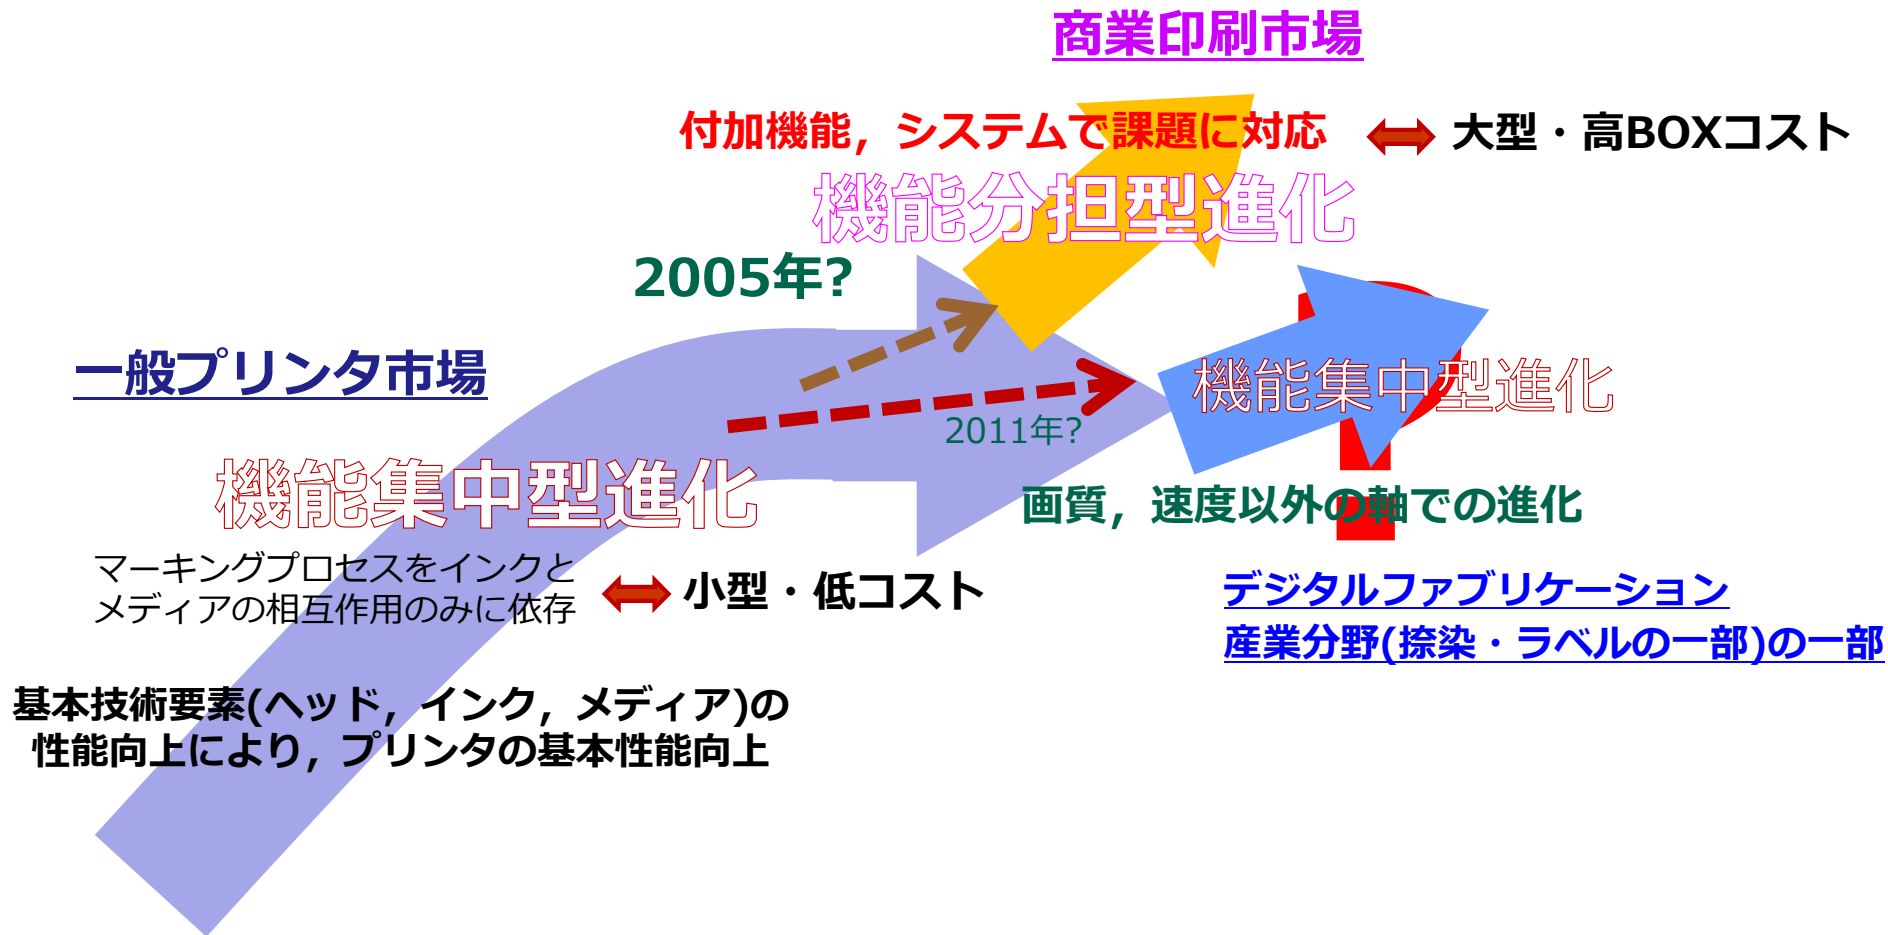 商業印刷市場
付加機能，システムで課題に対応
大型・高BOXコスト
機能分担型進化
2005年?
一般プリンタ市場
機能集中型進化
2011年?
機能集中型進化
画質，速度以外の軸での進化
マーキングプロセスをインクと
メディアの相互作用のみに依存
小型・低コスト
デジタルファブリケーション
産業分野(捺染・ラベルの一部)の一部
基本技術要素(ヘッド，インク，メディア)の
性能向上により，プリンタの基本性能向上
?